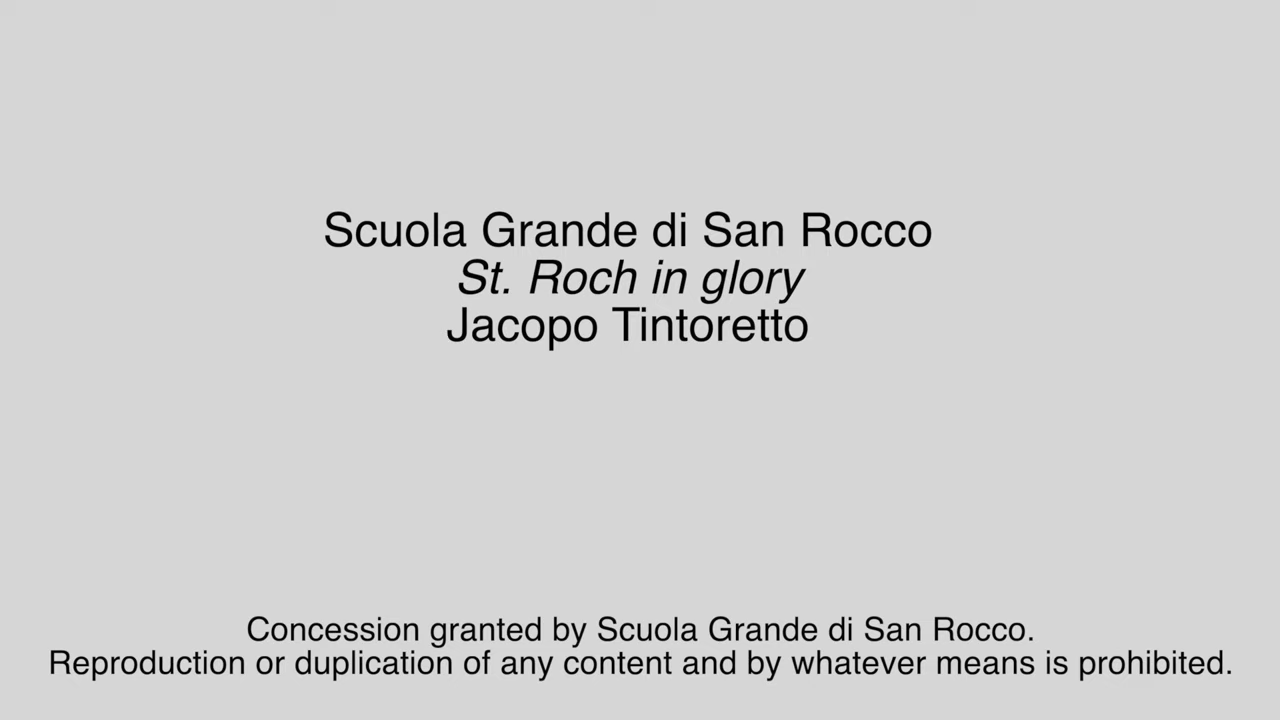 Scuola Grande di San Rocco
St. Roch in glory
Jacopo Tintoretto
Concession granted by Scuola Grande di San Rocco.
Reproduction or duplication of any content and by whatever means is prohibited.